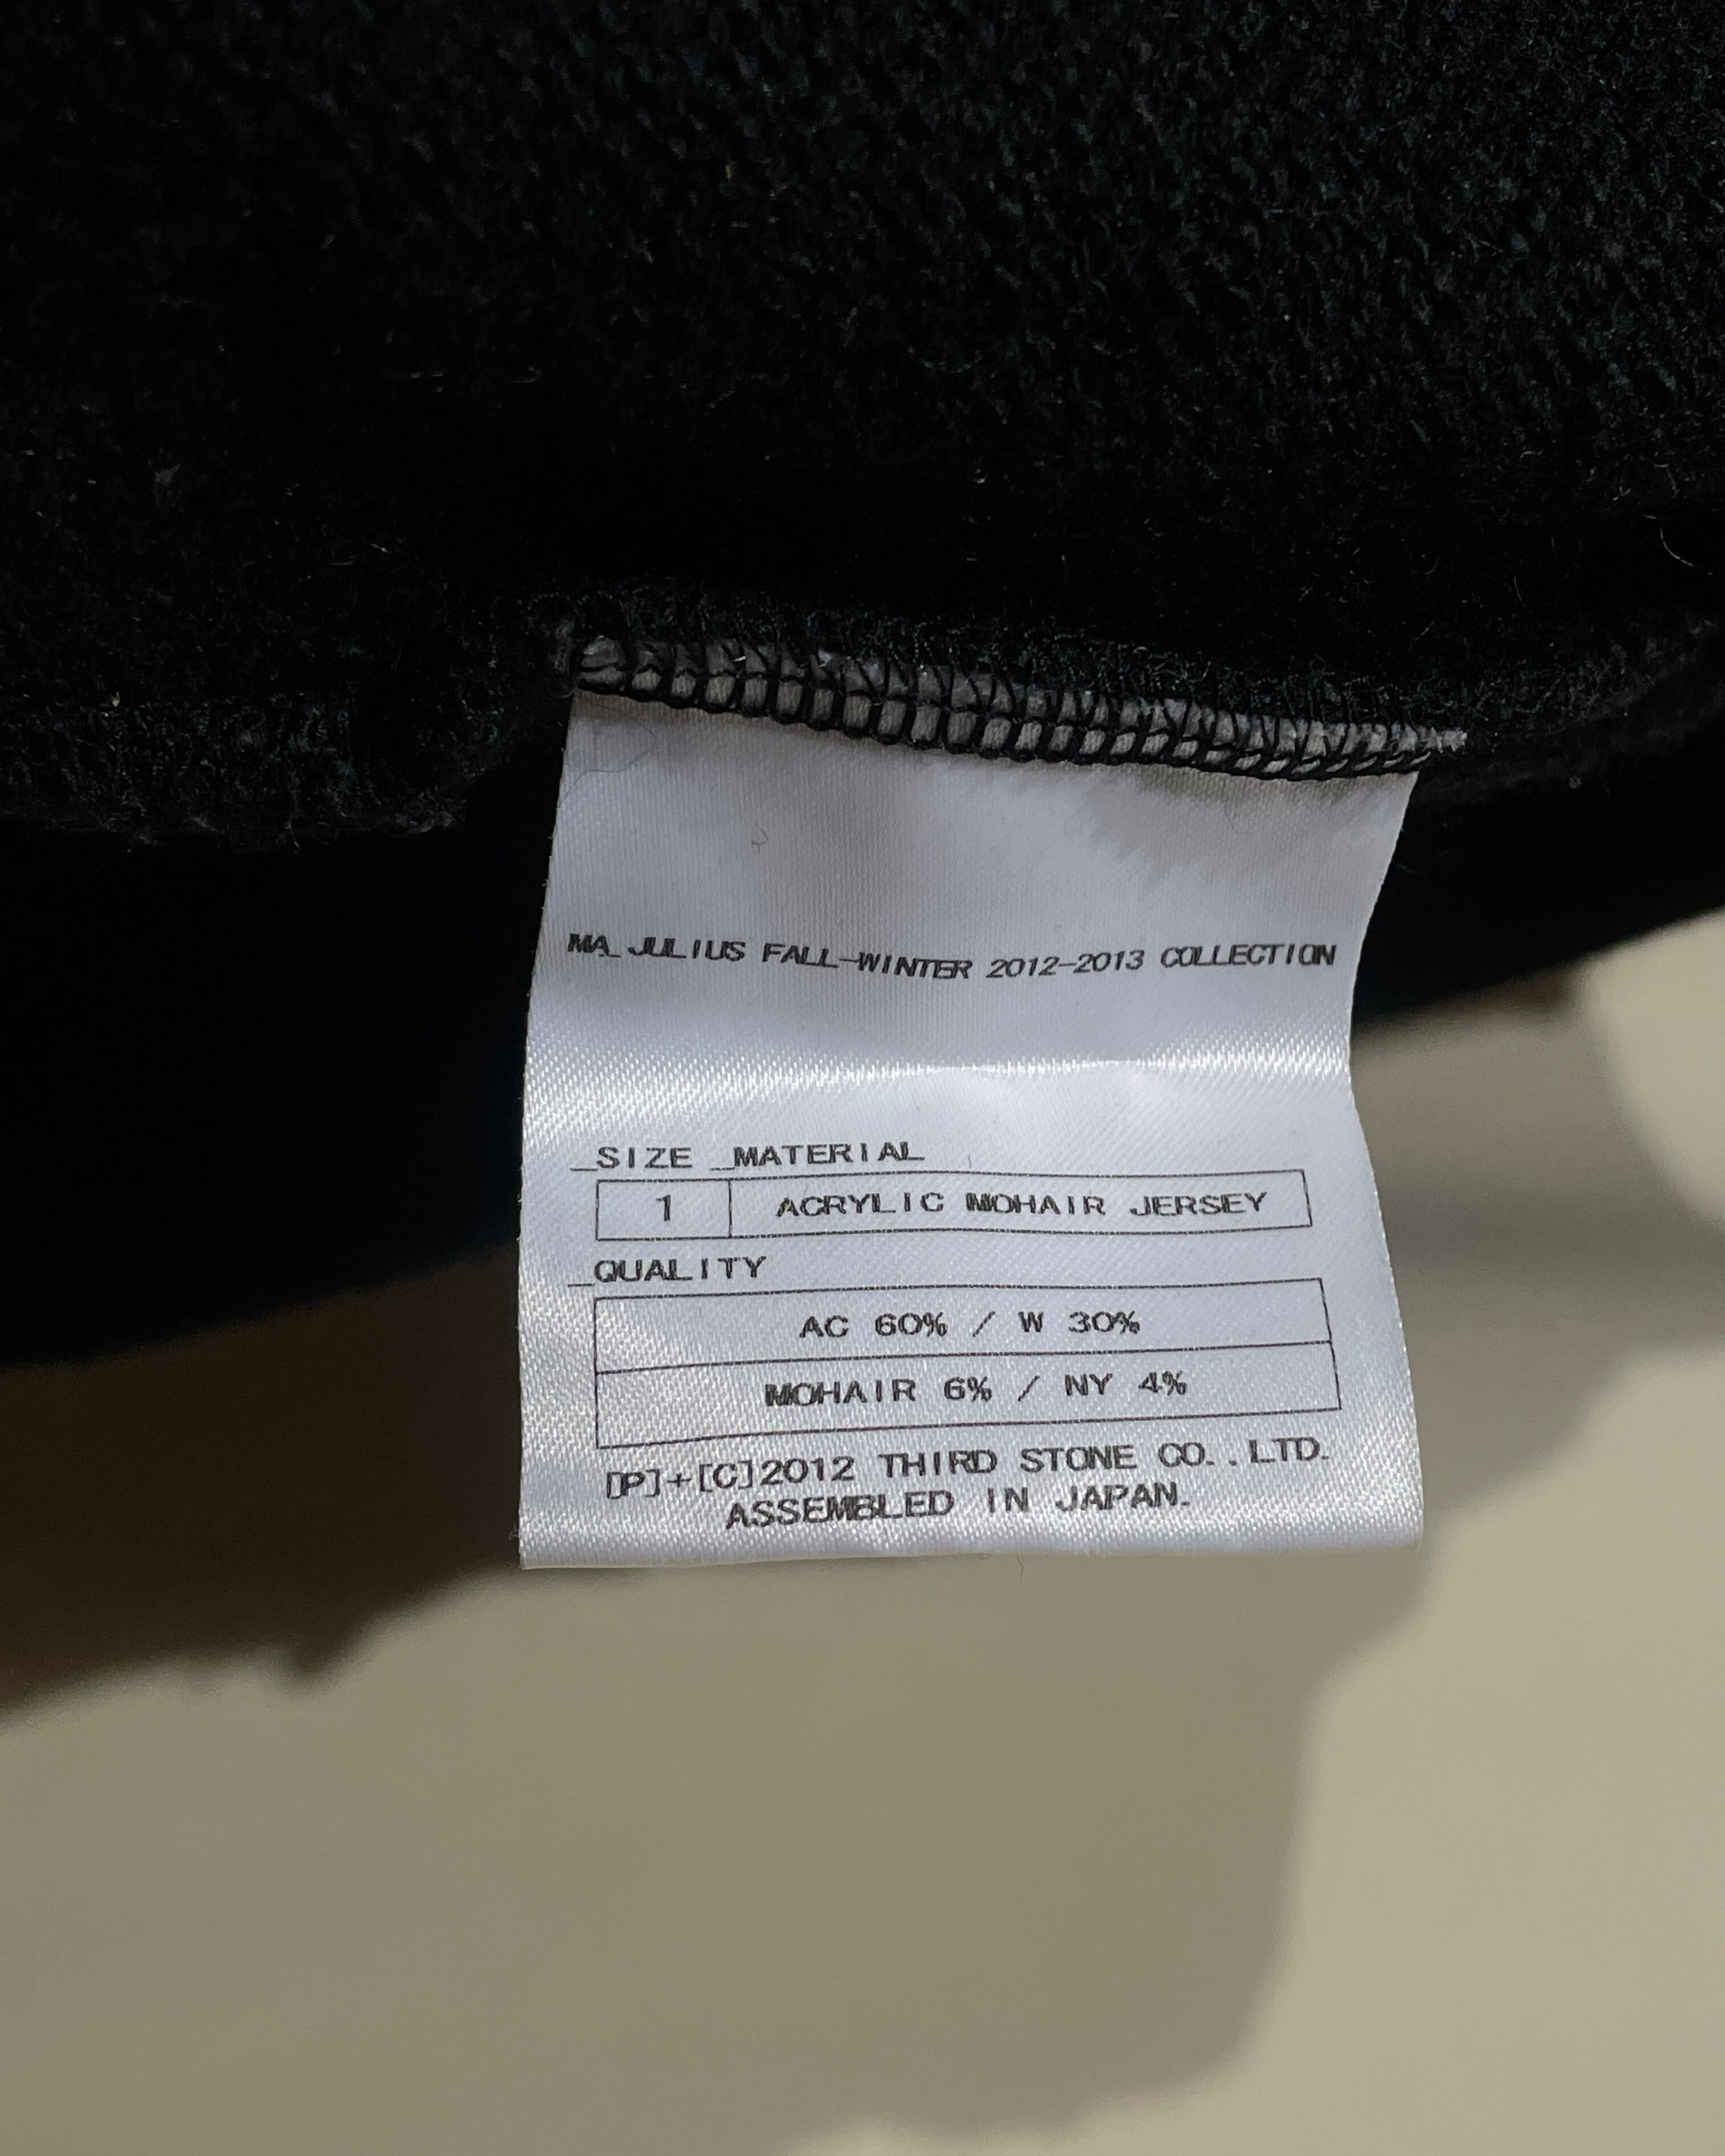 MA_JULIUS FALL-WINTER 2012-2013 COLLECTION
_SIZE _MATERIAL
1 ACRYLIC MOHAIR JERSEY
_QUALITY
AC 60% / W 30%
MOHAIR 6% / NY 4%
[P]+[C]2012 THIRD STONE CO.,LTD.
ASSEMBLED IN JAPAN.